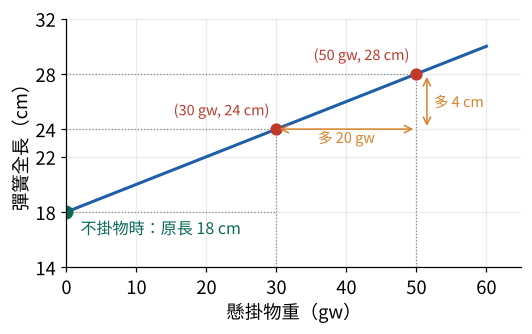 32
28
24
22
18
14
彈簧全長（cm）
(50 gw, 28 cm)
多 4 cm
(30 gw, 24 cm)
多 20 gw
不掛物時：原長 18 cm
0
10
20
30
40
50
60
懸掛物重（gw）